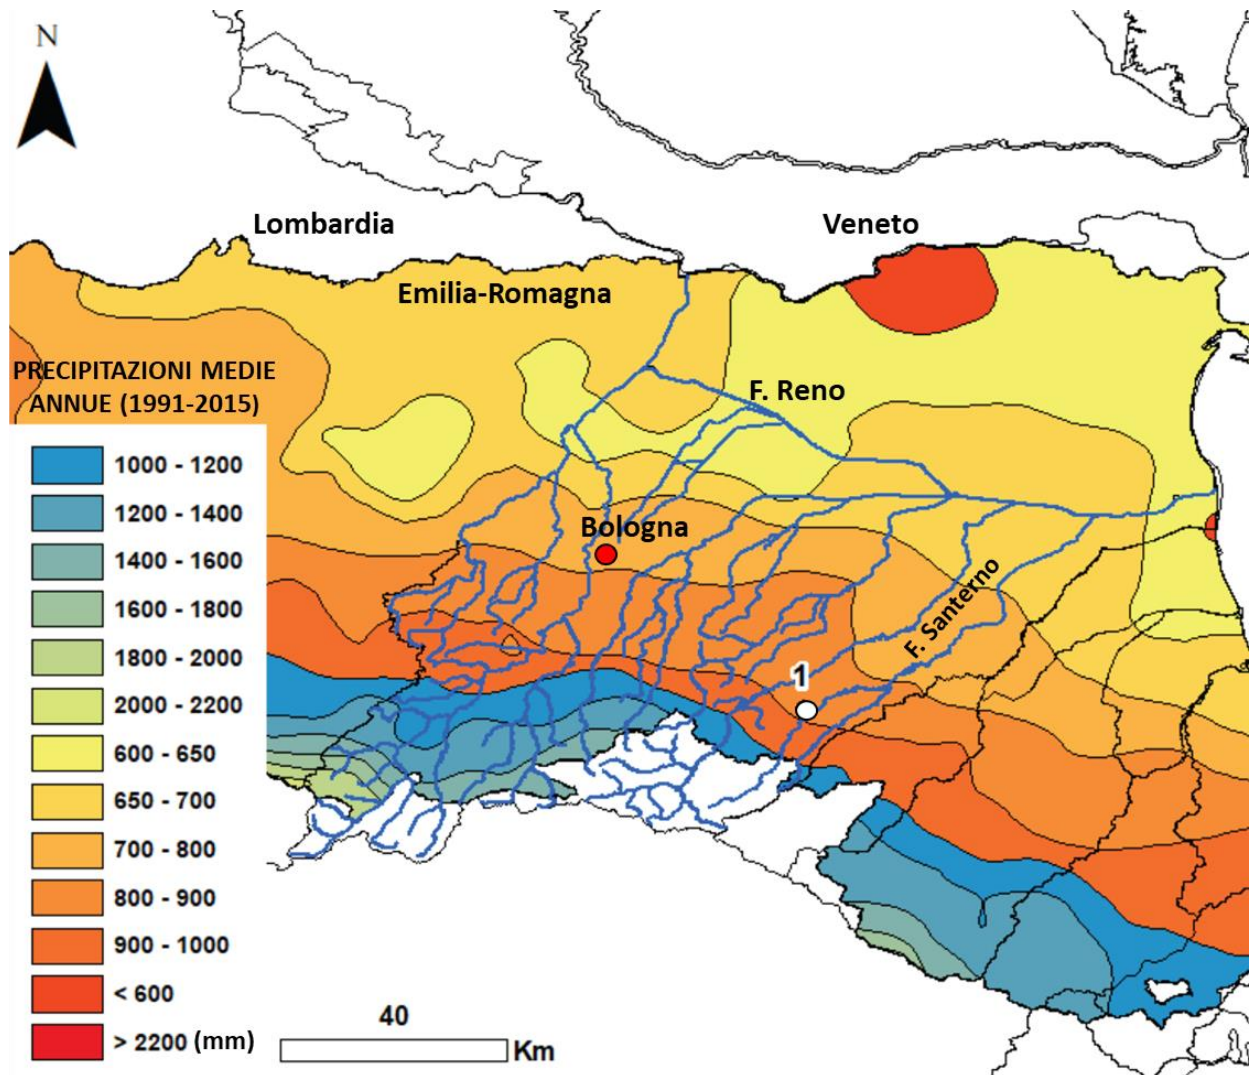 N
Lombardia
Veneto
Emilia-Romagna
PRECIPITAZIONI MEDIE
ANNUE (1991-2015)
F. Reno
1000 - 1200
1200 - 1400
Bologna
1400 - 1600
1600 - 1800
F. Santerno
1800 - 2000
1
2000 - 2200
600 - 650
650 - 700
700 - 800
800 - 900
900 - 1000
< 600
40
> 2200 (mm)
Km